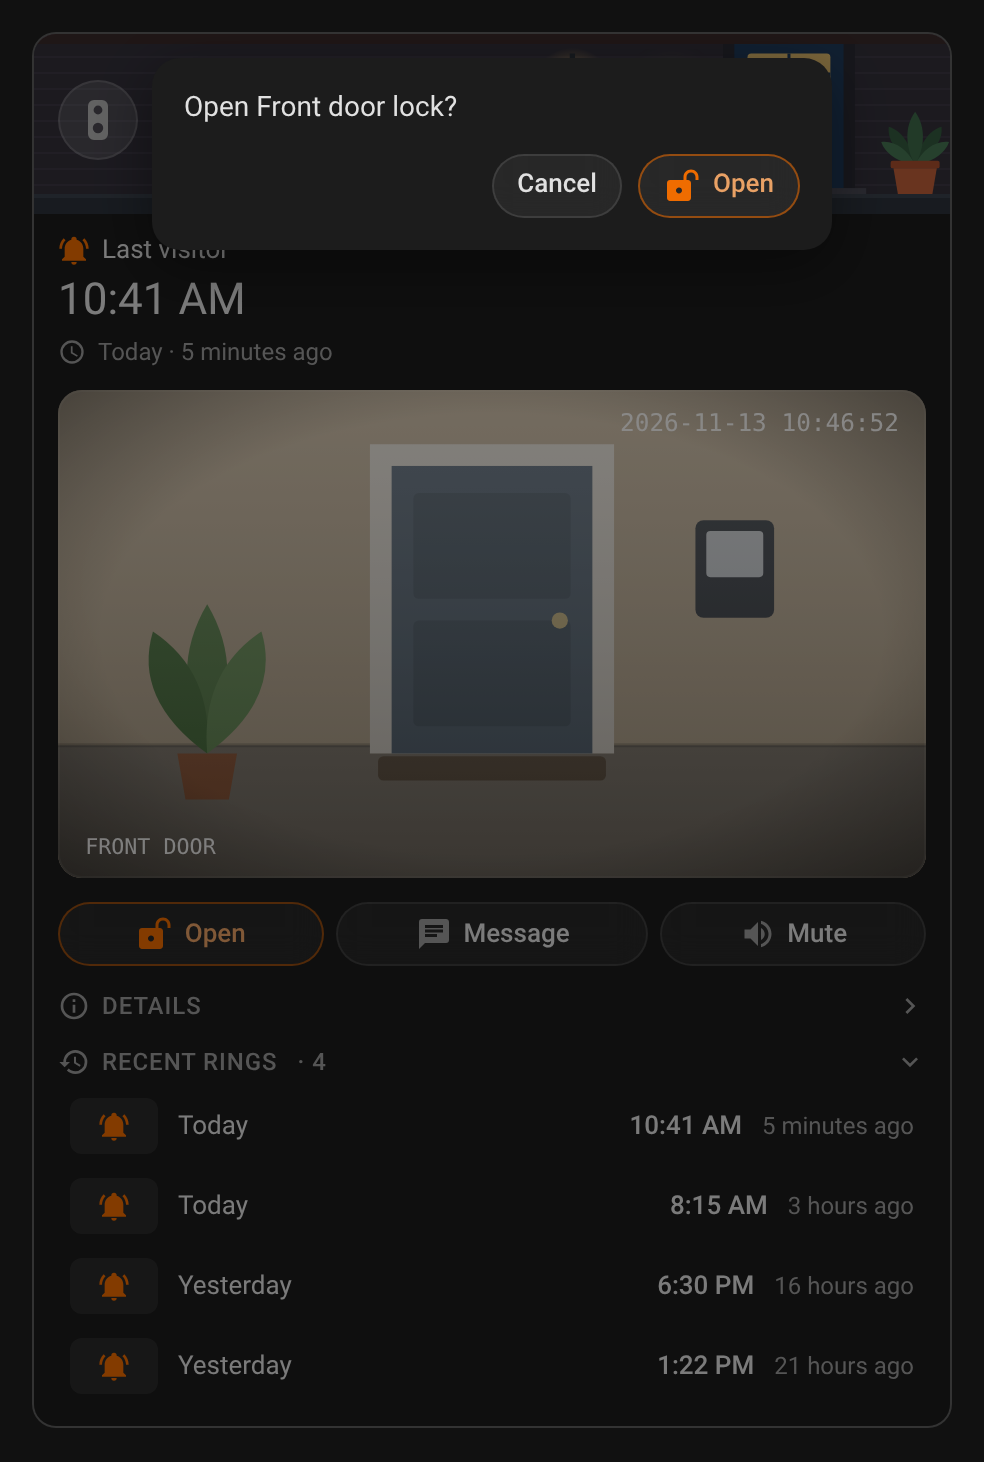 Open Front door lock?
Cancel
Open
Last visitor
10:41 AM
Today · 5 minutes ago
2026-11-13 10:46:52
FRONT DOOR
Open
Message
Mute
DETAILS
RECENT RINGS · 4
Today 10:41 AM 5 minutes ago
Today 8:15 AM 3 hours ago
Yesterday 6:30 PM 16 hours ago
Yesterday 1:22 PM 21 hours ago